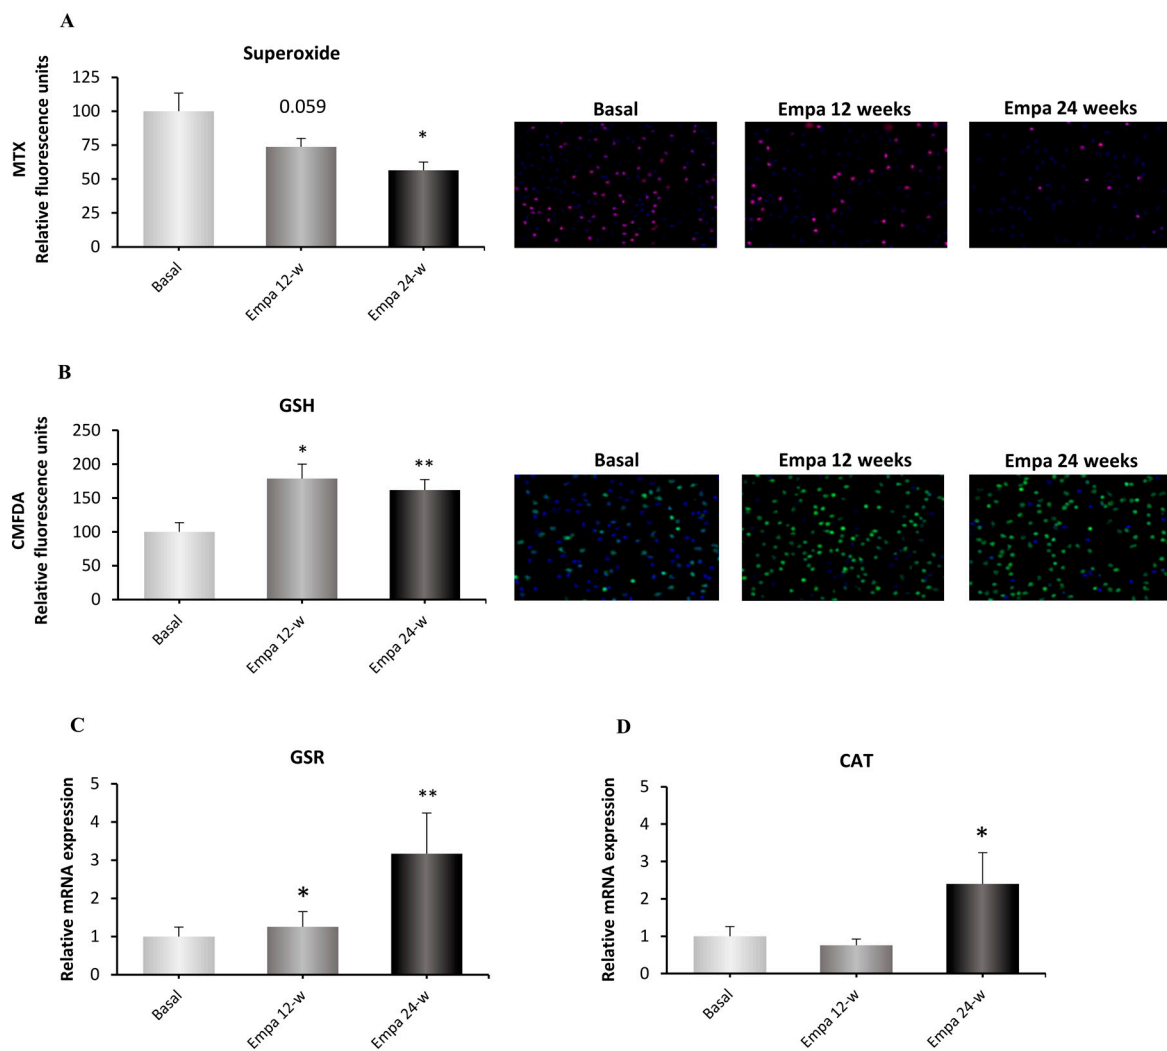 A
Superoxide
MTX
Relative fluorescence units
125
100
75
50
25
0
0.059
*
Basal
Empa 12-w
Empa 24-w
Basal
Empa 12 weeks
Empa 24 weeks
B
GSH
CMFDA
Relative fluorescence units
250
200
150
100
50
0
*
**
Basal
Empa 12-w
Empa 24-w
Basal
Empa 12 weeks
Empa 24 weeks
C
GSR
Relative mRNA expression
5
4
3
2
1
0
*
**
Basal
Empa 12-w
Empa 24-w
D
CAT
Relative mRNA expression
5
4
3
2
1
0
*
Basal
Empa 12-w
Empa 24-w